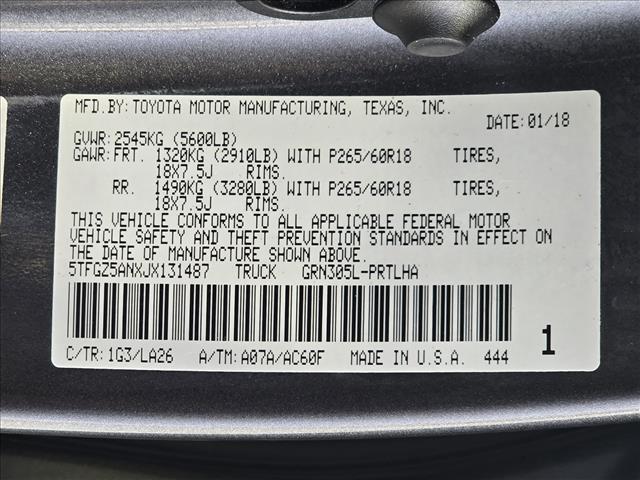 MFD.BY: TOYOTA MOTOR MANUFACTURING, TEXAS, INC.
DATE: 01/18
GVWR: 2545KG (5600LB)
GAWR: FRT. 1320KG (2910LB) WITH P265/60R18 TIRES,
18X7.5J RIMS.
RR. 1490KG (3280LB) WITH P265/60R18 TIRES,
18X7.5J RIMS.
THIS VEHICLE CONFORMS TO ALL APPLICABLE FEDERAL MOTOR
VEHICLE SAFETY AND THEFT PREVENTION STANDARDS IN EFFECT ON
THE DATE OF MANUFACTURE SHOWN ABOVE.
5TFGZ5ANXJX131487 TRUCK GRN305L-PRTLHA
C/TR: 1G3/LA26 A/TM: A07A/AC60F MADE IN U.S.A. 444 1